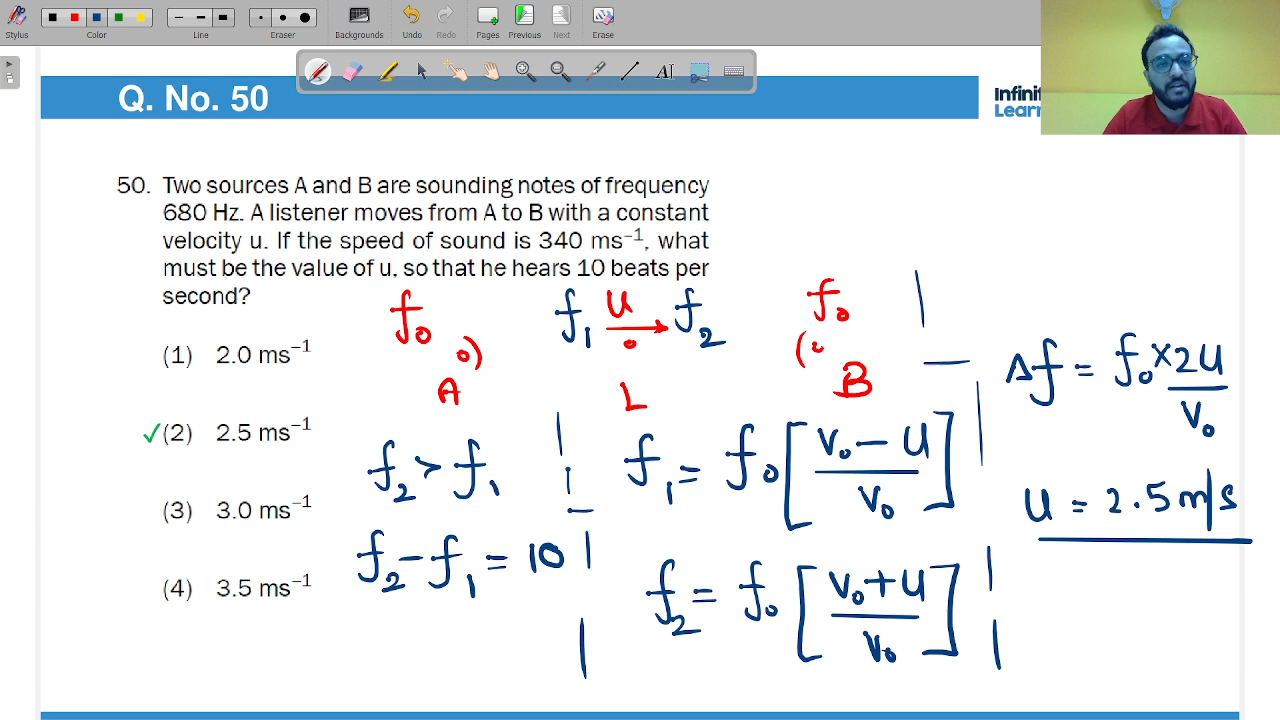 Stylus
Color
Line
Eraser
Backgrounds
Undo
Redo
Pages
Previous
Next
Erase
Q. No. 50
Infinit
Learn
50. Two sources A and B are sounding notes of frequency
680 Hz. A listener moves from A to B with a constant
velocity u. If the speed of sound is 340 ms⁻¹, what
must be the value of u, so that he hears 10 beats per
second?
(1) 2.0 ms⁻¹
✓(2) 2.5 ms⁻¹
(3) 3.0 ms⁻¹
(4) 3.5 ms⁻¹
f₀ f₁ u f₂ f₀
A L B
f₂ > f₁
f₂ - f₁ = 10
f₁ = f₀ [(v₀ - u)/v₀]
f₂ = f₀ [(v₀ + u)/v₀]
Δf = f₀ × 2u/v₀
u = 2.5 m/s